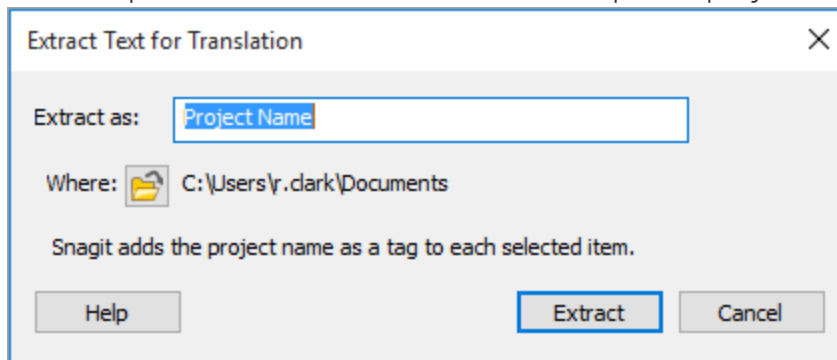 Extract Text for Translation
Extract as: Project Name
Where: C:\Users\r.clark\Documents
Snagit adds the project name as a tag to each selected item.
Help Extract Cancel